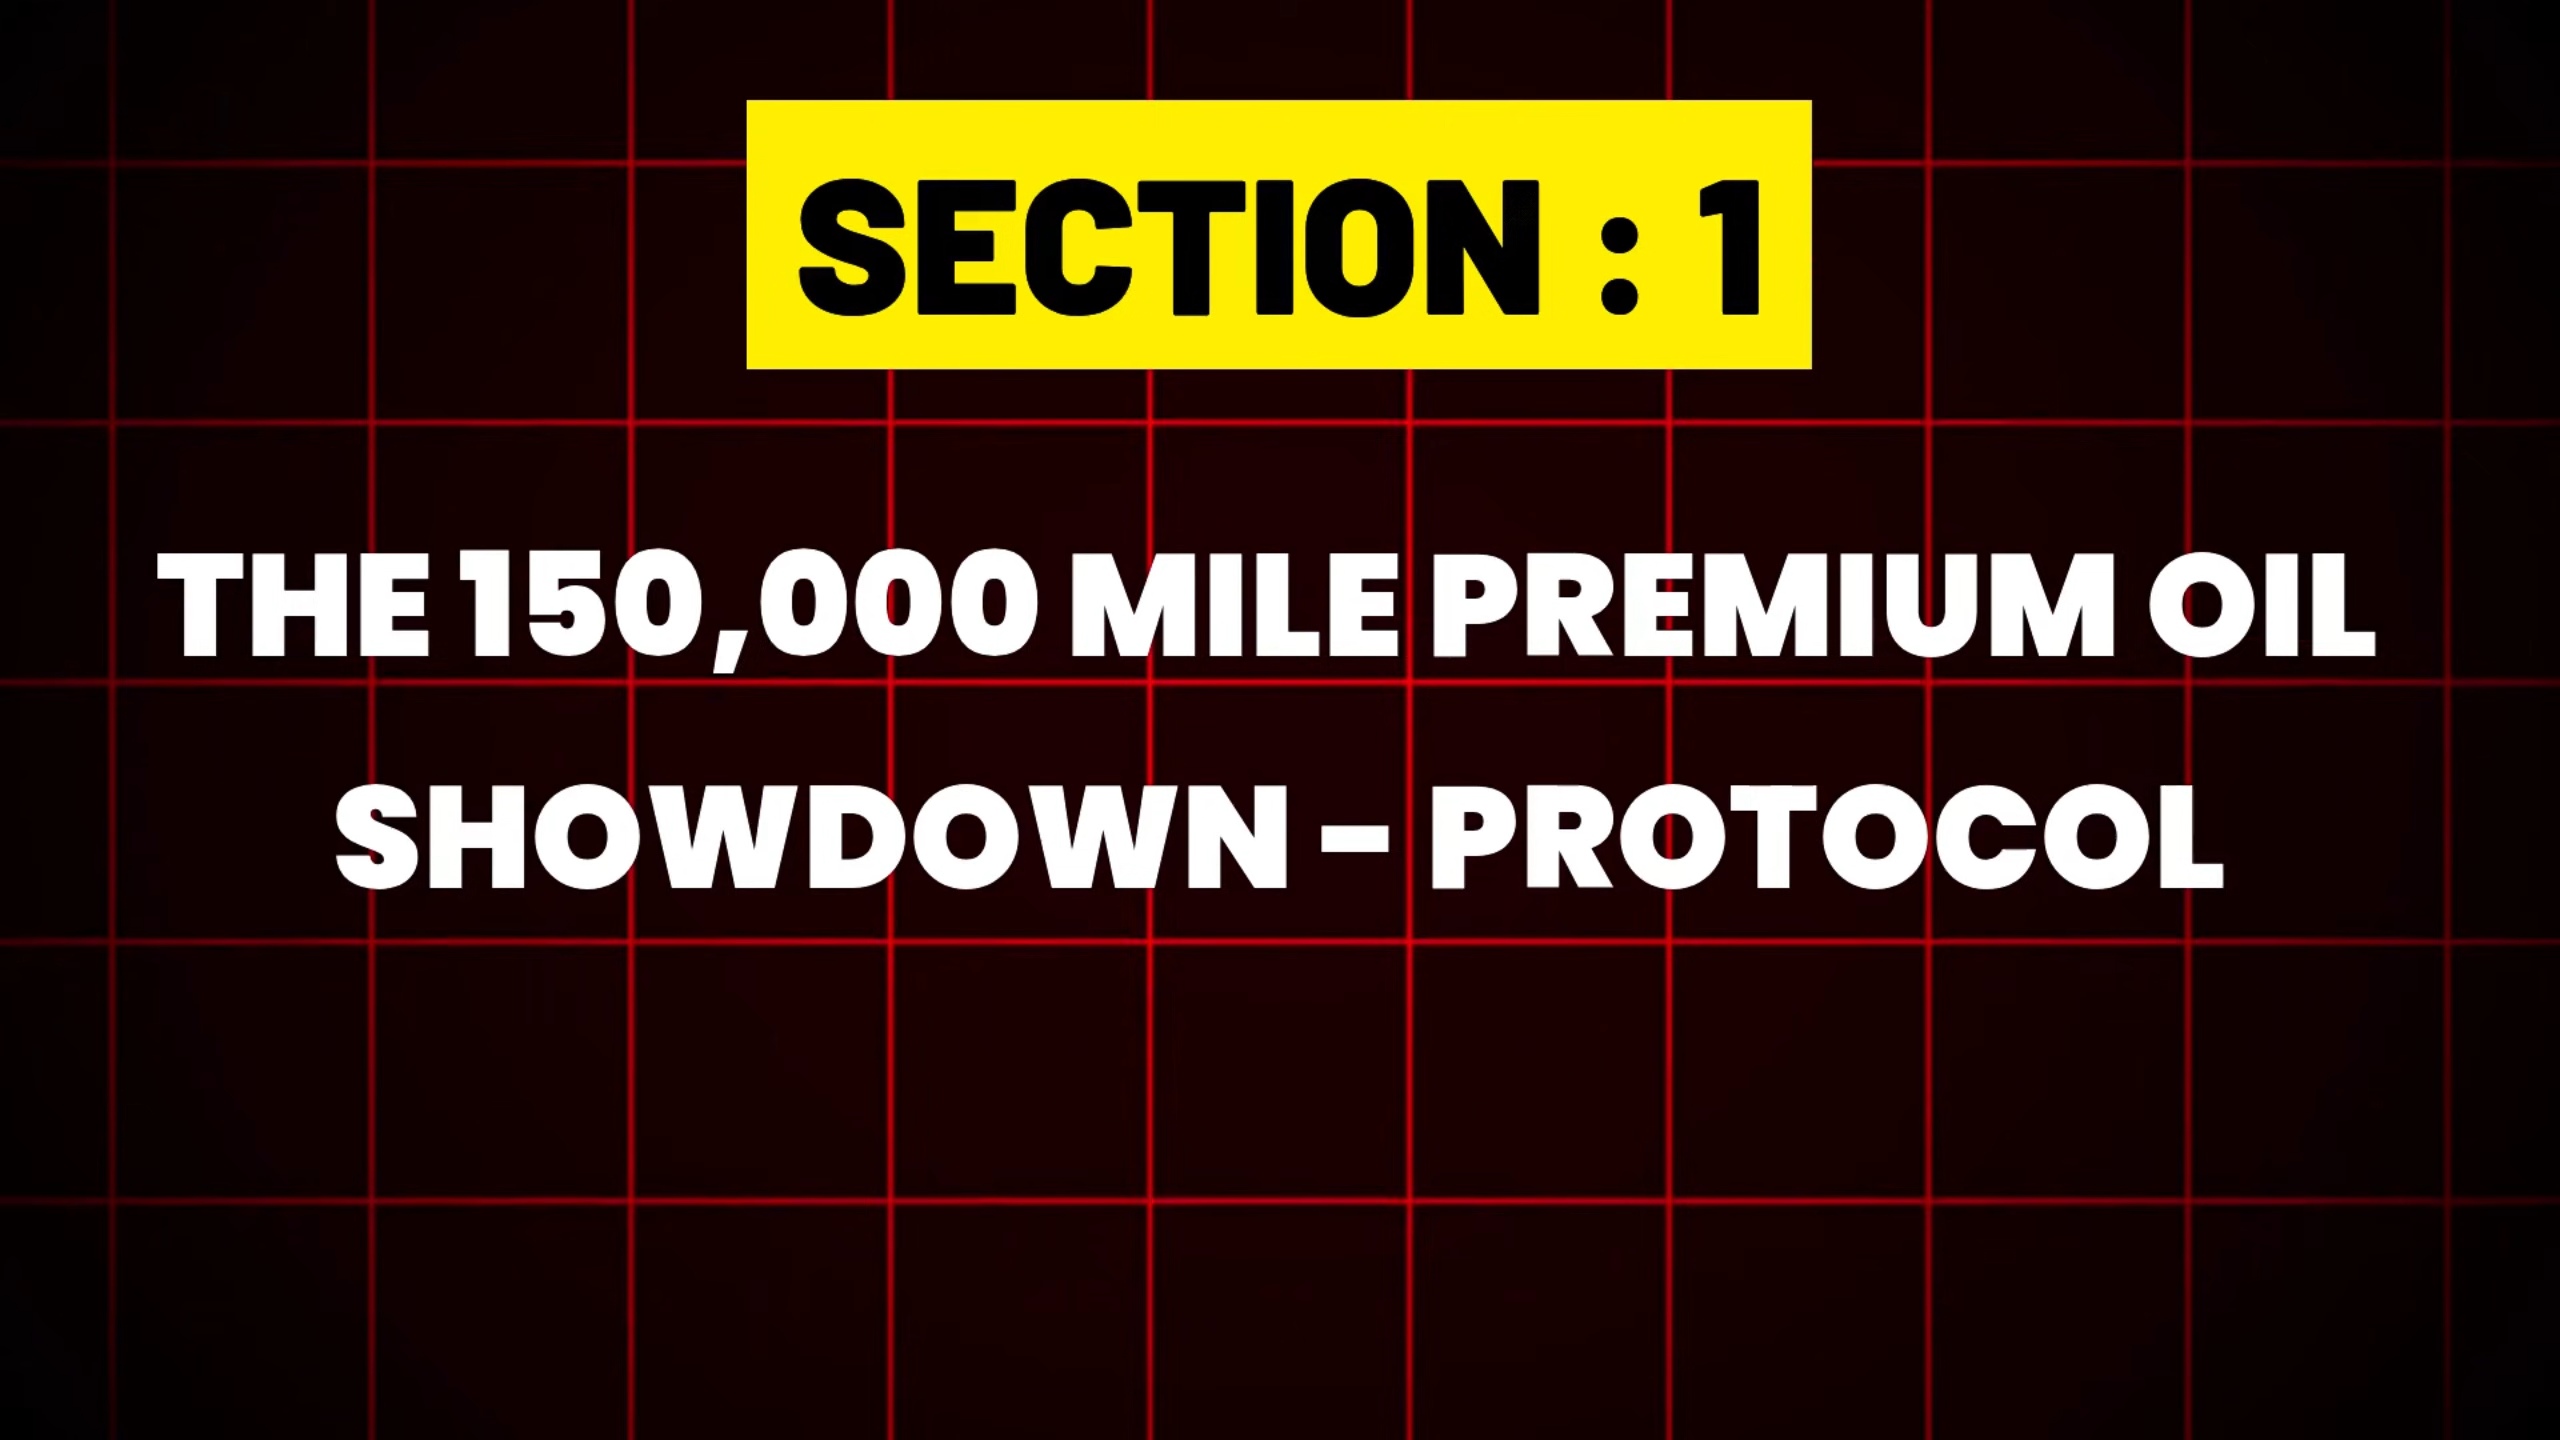 SECTION : 1
THE 150,000 MILE PREMIUM OIL
SHOWDOWN - PROTOCOL